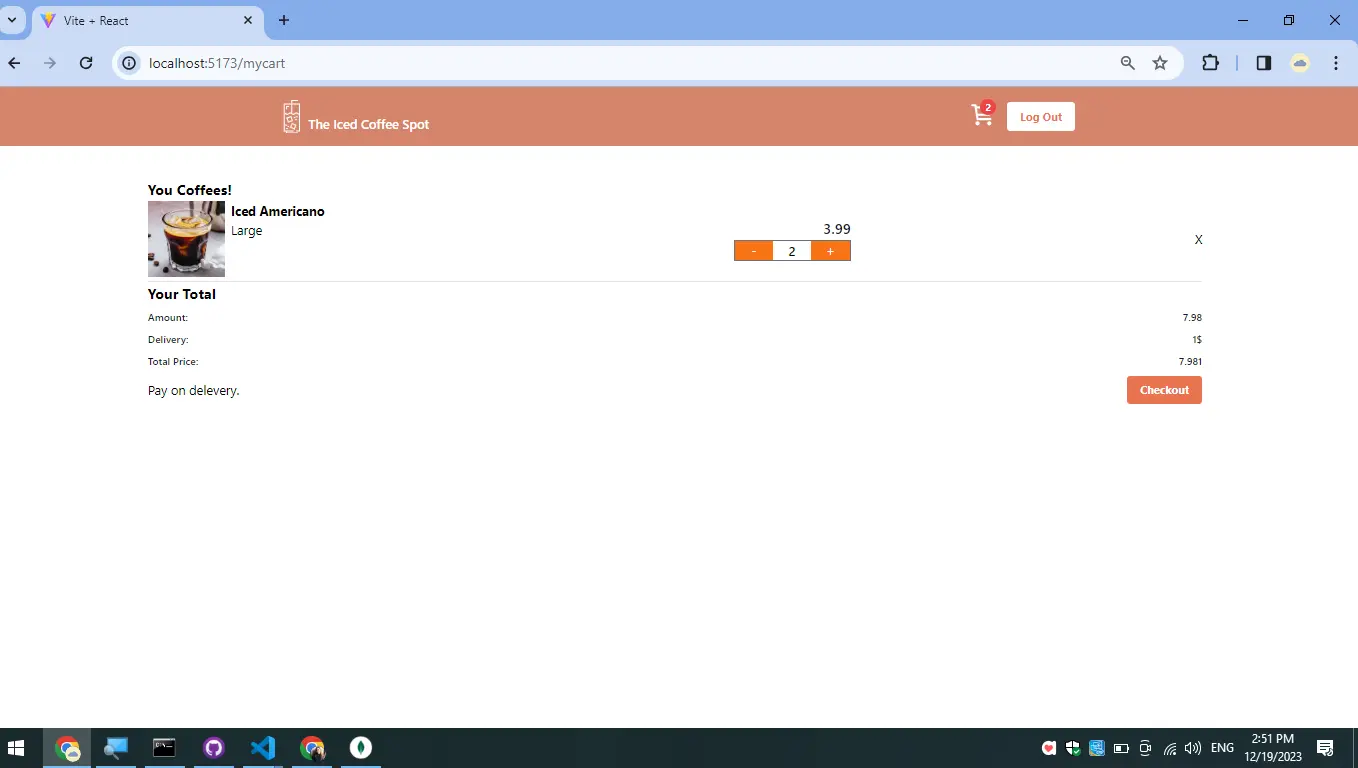 Vite + React
localhost:5173/mycart
The Iced Coffee Spot
2
Log Out
You Coffees!
Iced Americano
Large
3.99
- 2 +
X
Your Total
Amount: 7.98
Delivery: 1$
Total Price: 7.981
Pay on delevery.
Checkout
ENG
2:51 PM
12/19/2023